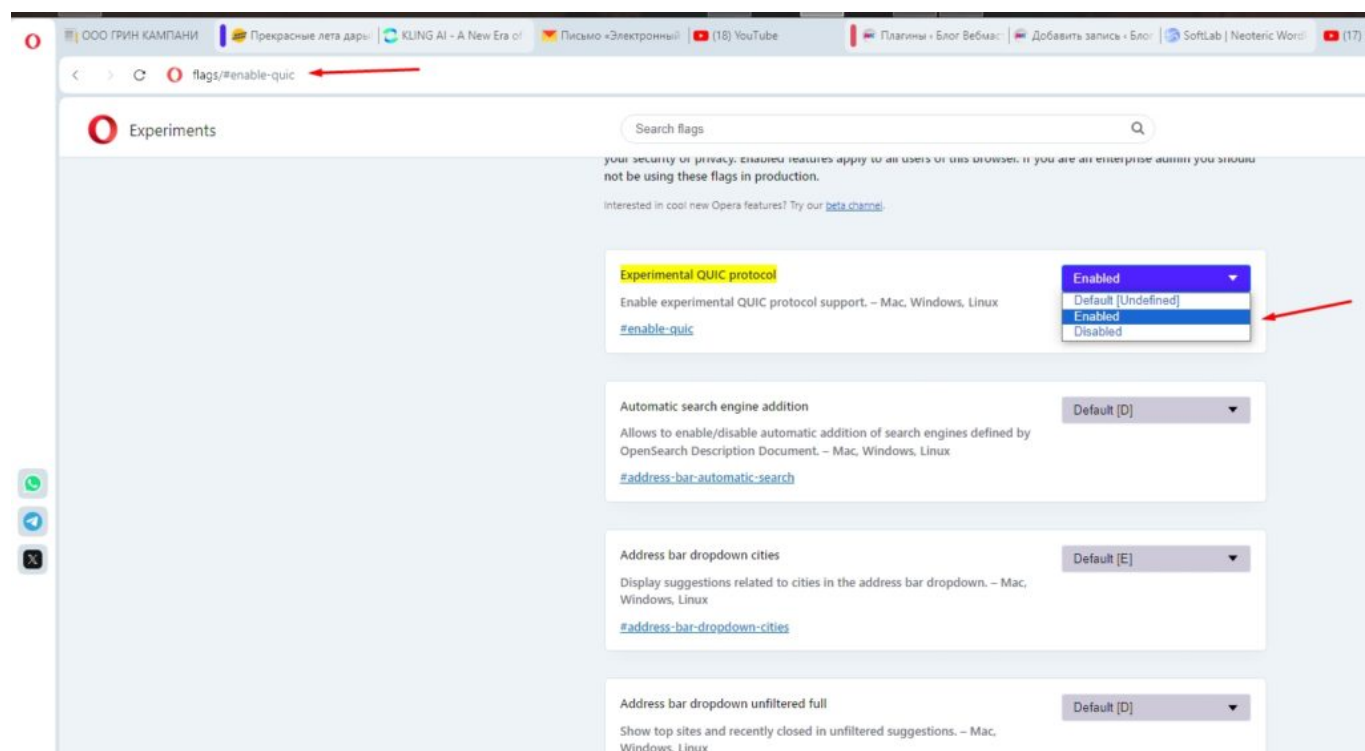 ООО ГРИН КАМПАНИ
Прекрасные лета дары
KLING AI - A New Era of
Письмо «Электронный
(18) YouTube
Плагины ‹ Блог Вебмас
Добавить запись ‹ Блог
SoftLab | Neoteric Word
(17)
flags/#enable-quic
Experiments
Search flags
your security or privacy. Enabled features apply to all users of this browser. If you are an enterprise admin you should
not be using these flags in production.
Interested in cool new Opera features? Try our beta channel.
Experimental QUIC protocol
Enabled
Enable experimental QUIC protocol support. – Mac, Windows, Linux
#enable-quic
Default [Undefined]
Enabled
Disabled
Automatic search engine addition
Default [D]
Allows to enable/disable automatic addition of search engines defined by
OpenSearch Description Document. – Mac, Windows, Linux
#address-bar-automatic-search
Address bar dropdown cities
Default [E]
Display suggestions related to cities in the address bar dropdown. – Mac,
Windows, Linux
#address-bar-dropdown-cities
Address bar dropdown unfiltered full
Default [D]
Show top sites and recently closed in unfiltered suggestions. – Mac,
Windows, Linux